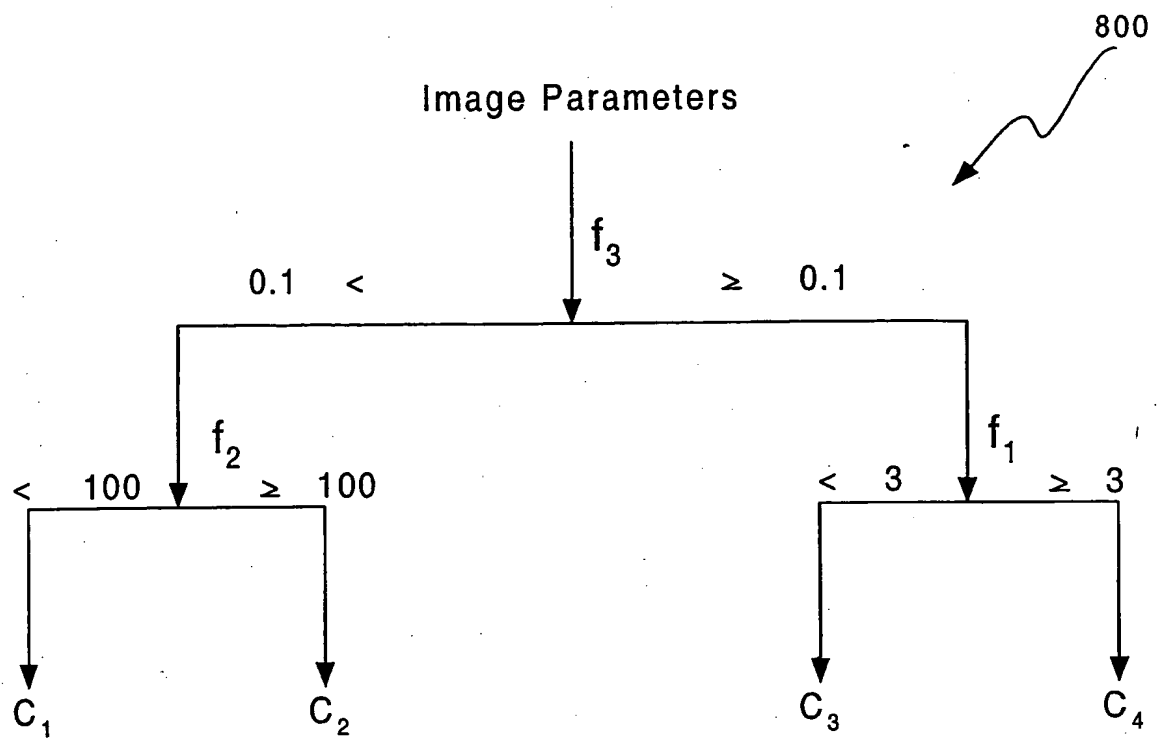 800
Image Parameters
f₃
0.1 < ≥ 0.1
f₂ f₁
< 100 ≥ 100 < 3 ≥ 3
C₁ C₂ C₃ C₄